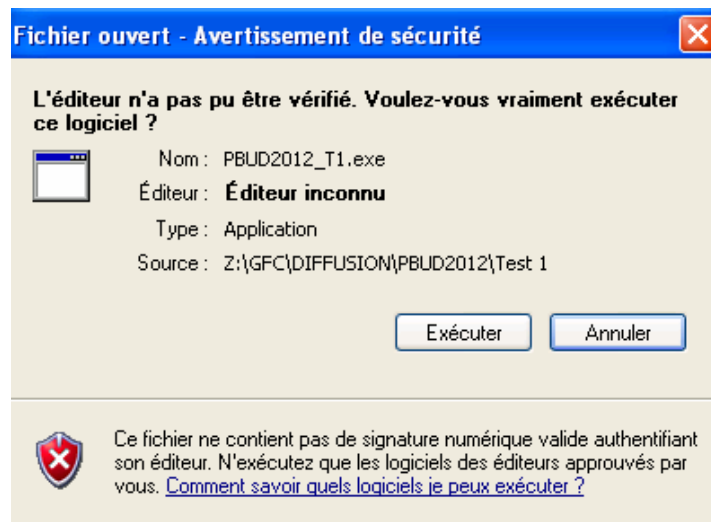 Fichier ouvert - Avertissement de sécurité
L'éditeur n'a pas pu être vérifié. Voulez-vous vraiment exécuter
ce logiciel ?
Nom : PBUD2012_T1.exe
Éditeur : Éditeur inconnu
Type : Application
Source : Z:\GFC\DIFFUSION\PBUD2012\Test 1
Exécuter Annuler
Ce fichier ne contient pas de signature numérique valide authentifiant
son éditeur. N'exécutez que les logiciels des éditeurs approuvés par
vous. Comment savoir quels logiciels je peux exécuter ?